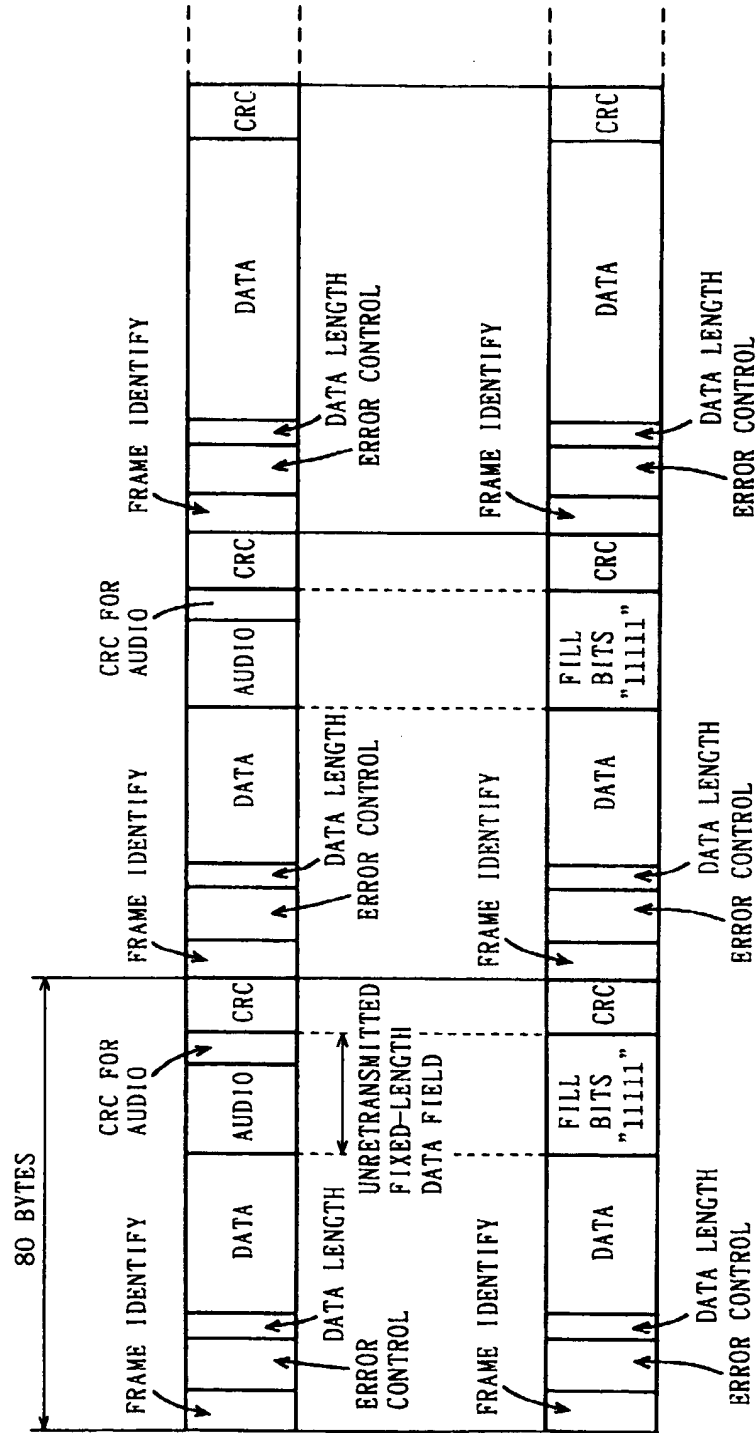 80 BYTES
FRAME IDENTIFY
CRC FOR
AUDIO
FRAME IDENTIFY
CRC FOR
AUDIO
FRAME IDENTIFY
DATA
AUDIO
CRC
DATA
AUDIO
CRC
DATA
CRC
DATA LENGTH
ERROR
CONTROL
UNRETRANSMITTED
FIXED-LENGTH
DATA FIELD
DATA LENGTH
ERROR CONTROL
DATA LENGTH
ERROR CONTROL
FRAME IDENTIFY
FRAME IDENTIFY
FRAME IDENTIFY
DATA
FILL
BITS
"11111"
CRC
DATA
FILL
BITS
"11111"
CRC
DATA
CRC
DATA LENGTH
ERROR CONTROL
DATA LENGTH
ERROR CONTROL
DATA LENGTH
ERROR CONTROL